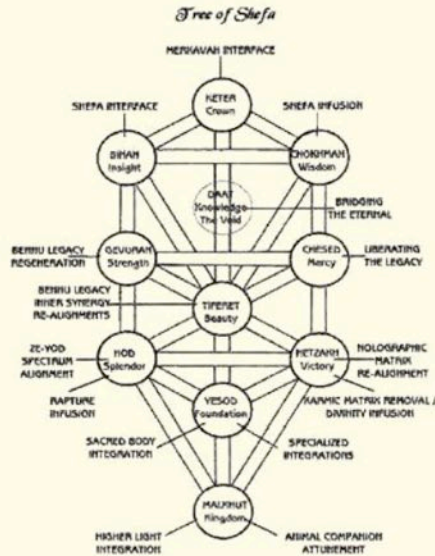 Tree of Shefa
MERKAVAH INTERFACE
KETER
Crown
SHEFA INTERFACE
SHEFA INFUSION
BINAH
Insight
CHOKHMAH
Wisdom
DAAT
Knowledge
The Void
BRIDGING
THE ETERNAL
BENNU LEGACY
REGENERATION
GEVURAH
Strength
CHESED
Mercy
LIBERATING
THE LEGACY
BENNU LEGACY
INNER SYNERGY
RE-ALIGNMENTS
TIFERET
Beauty
ZE-YOD
SPECTRUM
ALIGNMENT
HOD
Splendor
NETZAKH
Victory
HOLOGRAPHIC
MATRIX
RE-ALIGNMENT
RAPTURE
INFUSION
YESOD
Foundation
KARMIC MATRIX REMOVAL /
DIVINITY INFUSION
SACRED BODY
INTEGRATION
SPECIALIZED
INTEGRATIONS
MALKHUT
Kingdom
HIGHER LIGHT
INTEGRATION
ANIMAL COMPANION
ATTUNEMENT